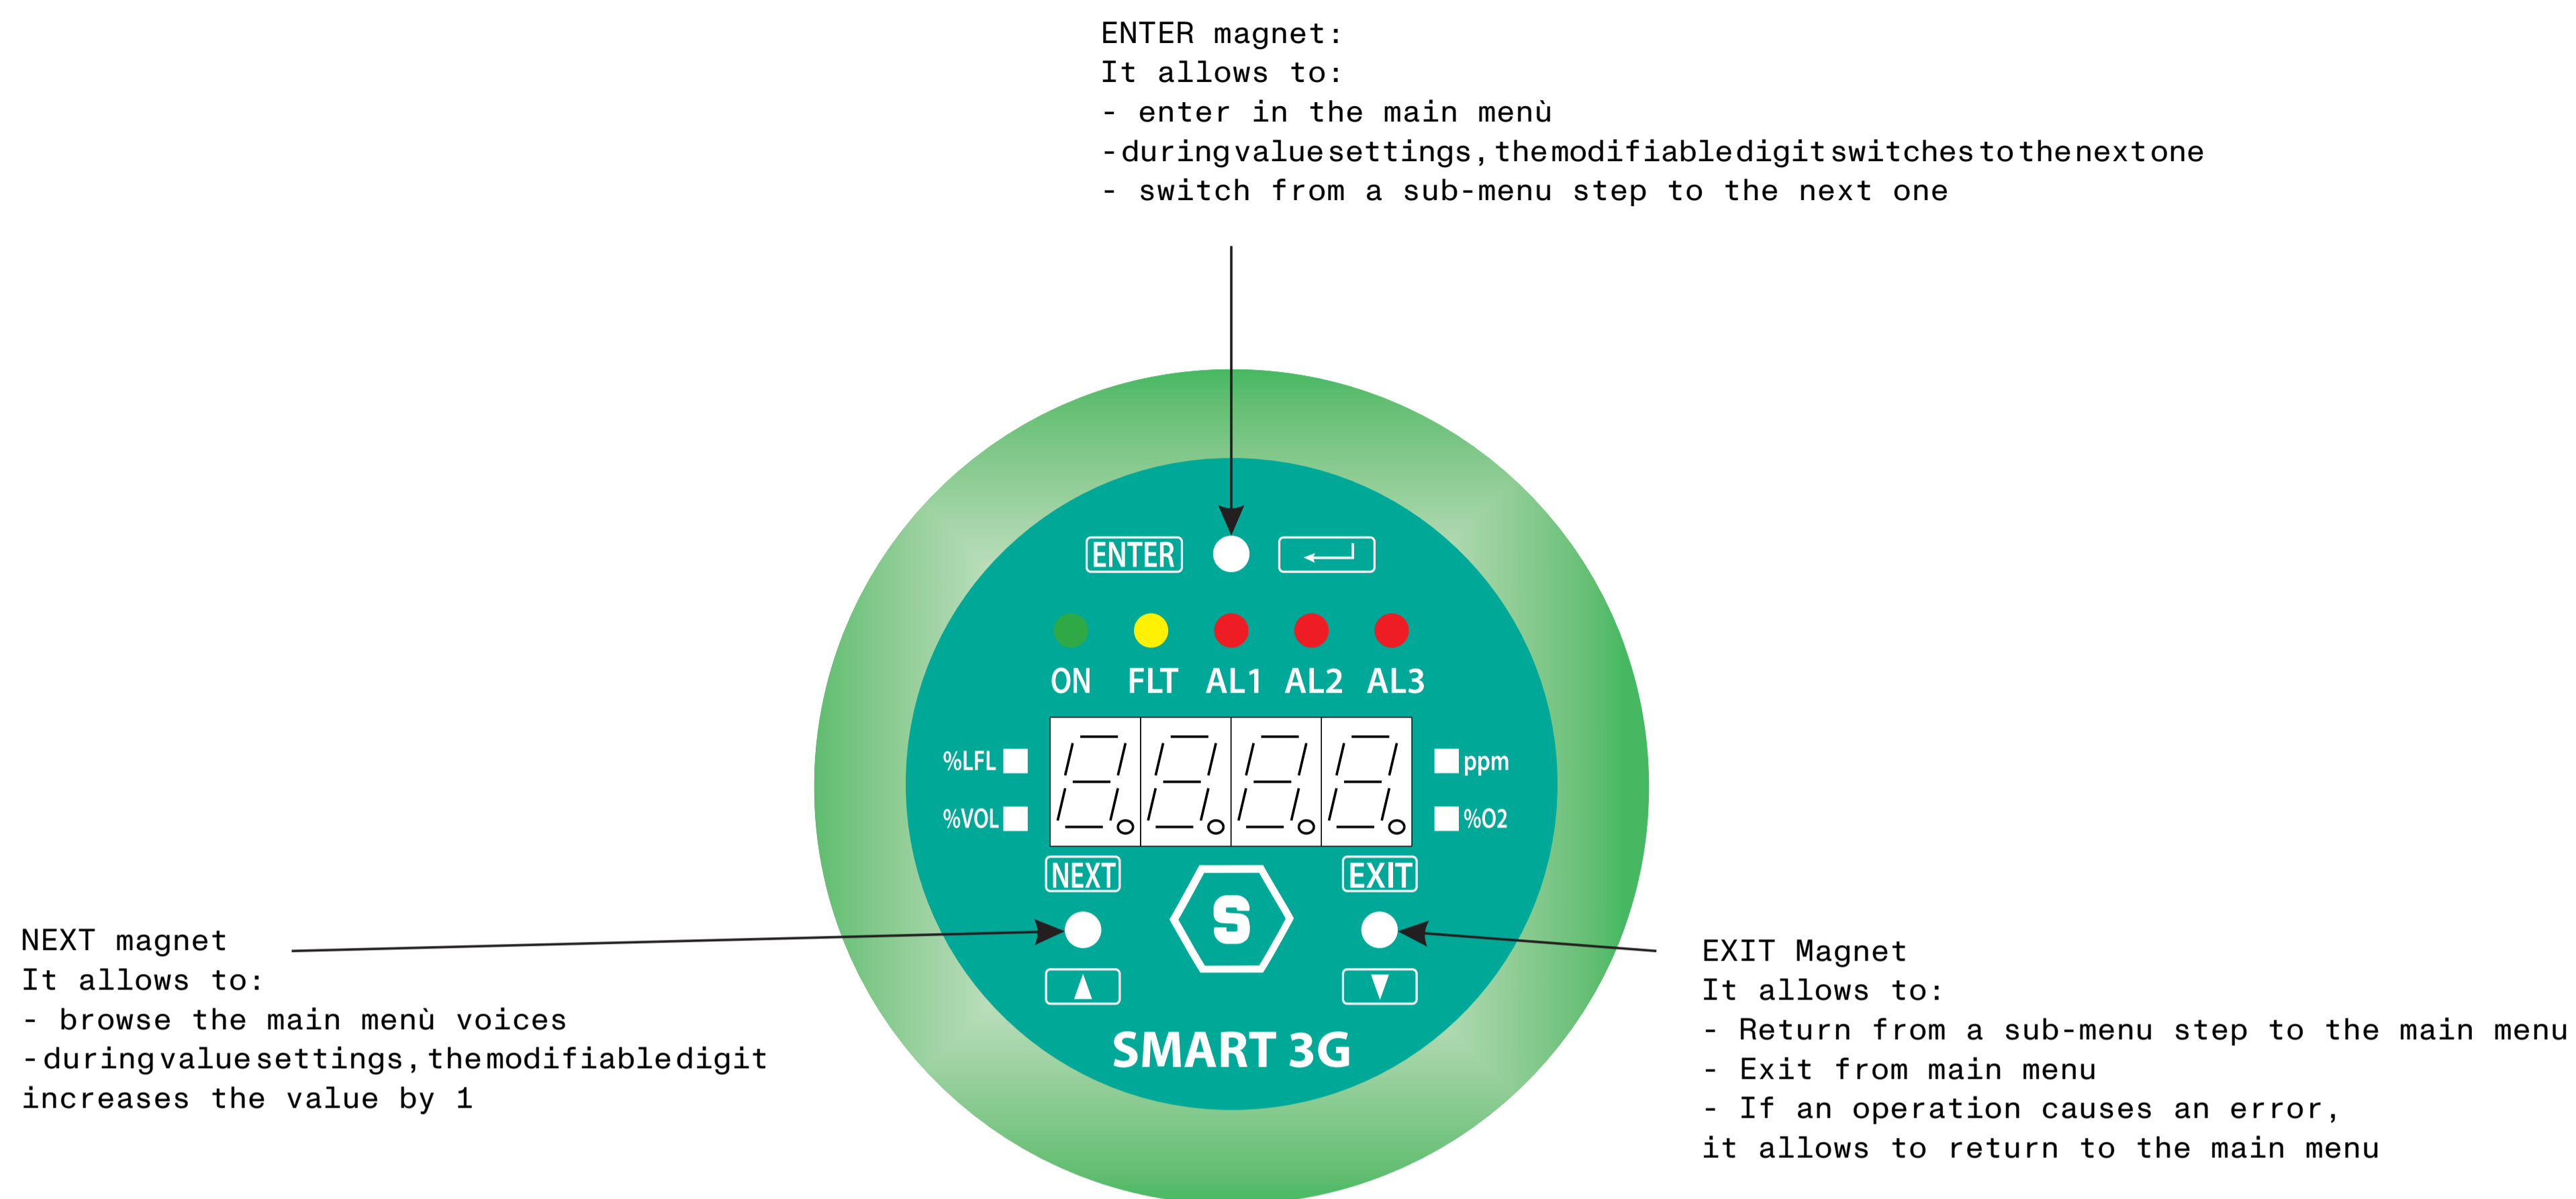 ENTER magnet:
It allows to:
- enter in the main menù
-during value settings, the modifiable digit switches to the next one
- switch from a sub-menu step to the next one
ENTER
ON FLT AL1 AL2 AL3
%LFL 8.8.8.8. ppm
%VOL %O2
NEXT EXIT
S
SMART 3G
NEXT magnet
It allows to:
- browse the main menù voices
-during value settings, the modifiable digit
increases the value by 1
EXIT Magnet
It allows to:
- Return from a sub-menu step to the main menu
- Exit from main menu
- If an operation causes an error,
it allows to return to the main menu